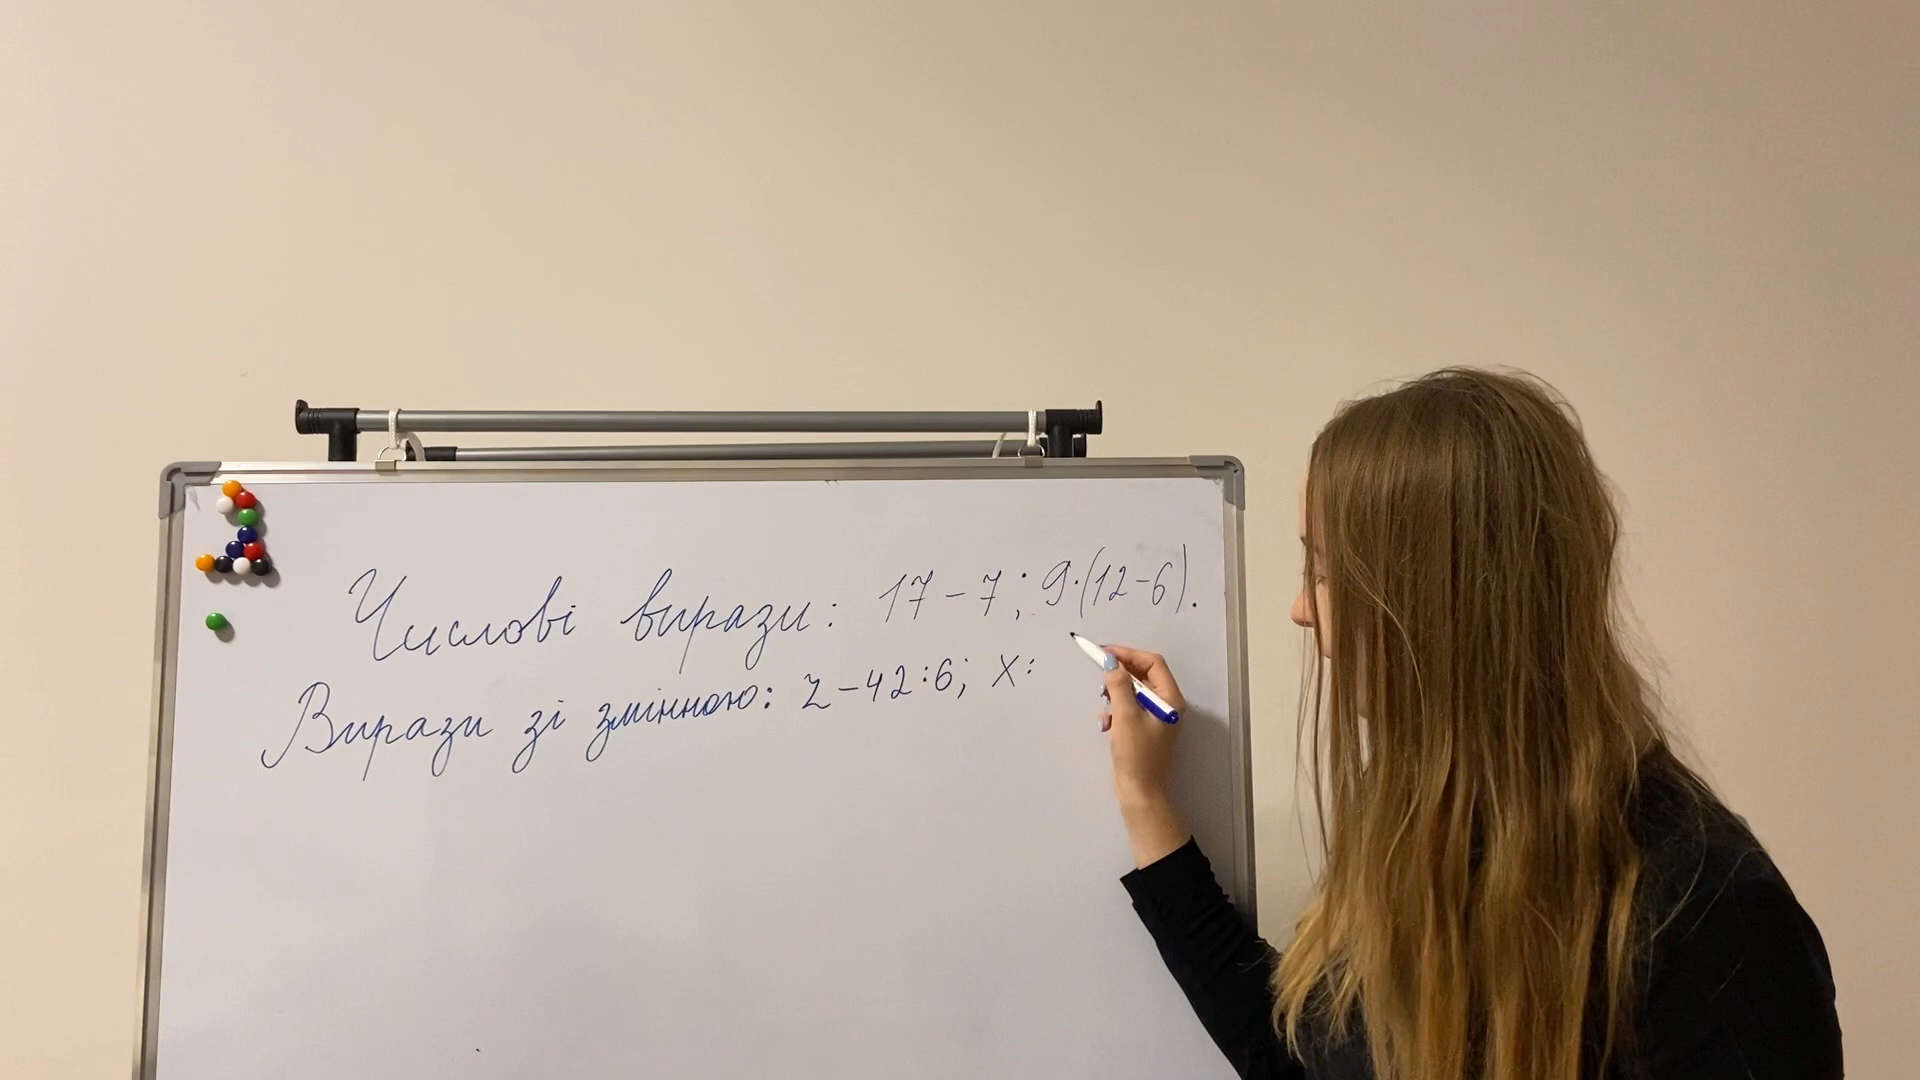 Числові вирази: 17-7; 9·(12-6).
Вирази зі змінною: z-42:6; x: